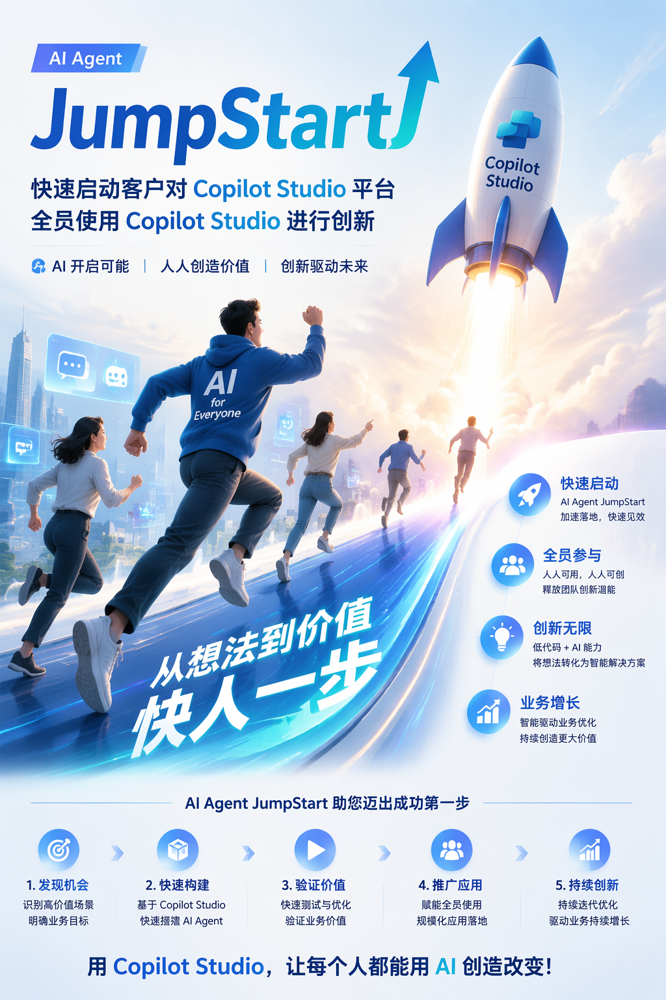 AI Agent
JumpStart
快速启动客户对 Copilot Studio 平台
全员使用 Copilot Studio 进行创新
AI 开启可能 | 人人创造价值 | 创新驱动未来
Copilot
Studio
AI
for
Everyone
快速启动
AI Agent JumpStart
加速落地，快速见效
全员参与
人人可用，人人可创
释放团队创新能
创新无限
低代码 + AI 能力
将想法转化为智能解决方案
业务增长
智能驱动业务优化
持续创造更大价值
从想法到价值
快人一步
AI Agent JumpStart 助您迈出成功第一步
1. 发现机会
识别高价值场景
明确业务目标
2. 快速构建
基于 Copilot Studio
快速搭 AI Agent
3. 验证价值
快速测试与优化
验证业务价值
4. 推广应用
赋能全员使用
规模化应用落地
5. 持续创新
持续迭代优化
驱动业务持续增长
用 Copilot Studio，让每个人都能用 AI 创造改变！